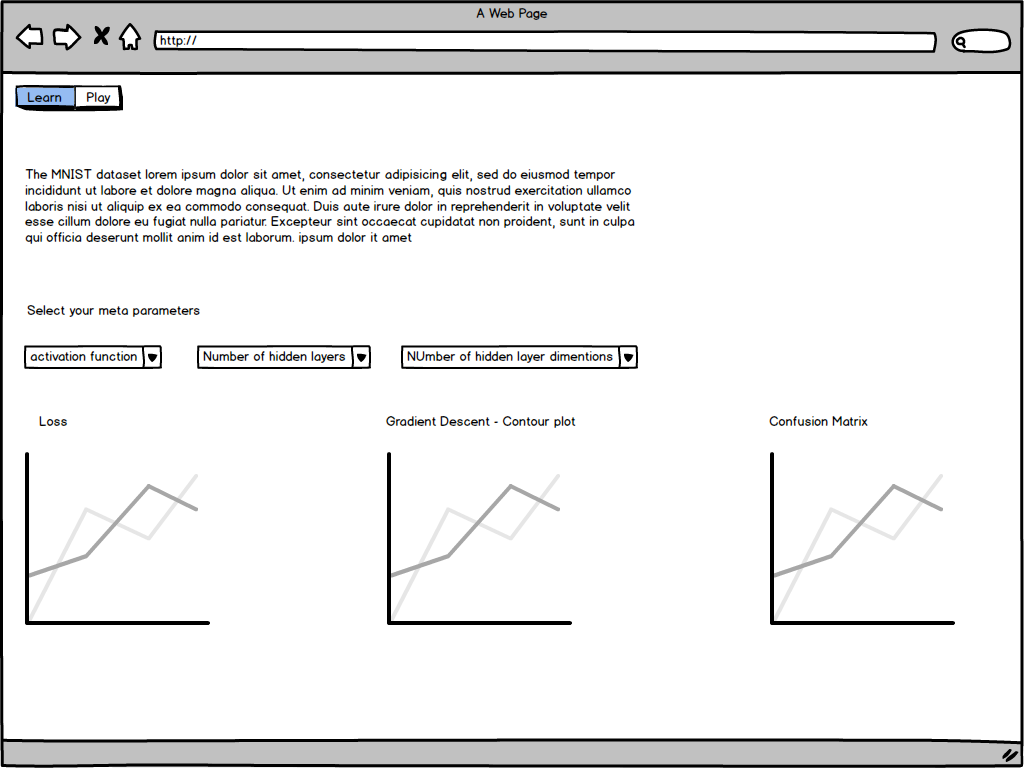 A Web Page
http://
Learn Play
The MNIST dataset lorem ipsum dolor sit amet, consectetur adipisicing elit, sed do eiusmod tempor
incididunt ut labore et dolore magna aliqua. Ut enim ad minim veniam, quis nostrud exercitation ullamco
laboris nisi ut aliquip ex ea commodo consequat. Duis aute irure dolor in reprehenderit in voluptate velit
esse cillum dolore eu fugiat nulla pariatur. Excepteur sint occaecat cupidatat non proident, sunt in culpa
qui officia deserunt mollit anim id est laborum. ipsum dolor it amet
Select your meta parameters
activation function Number of hidden layers NUmber of hidden layer dimentions
Loss Gradient Descent - Contour plot Confusion Matrix